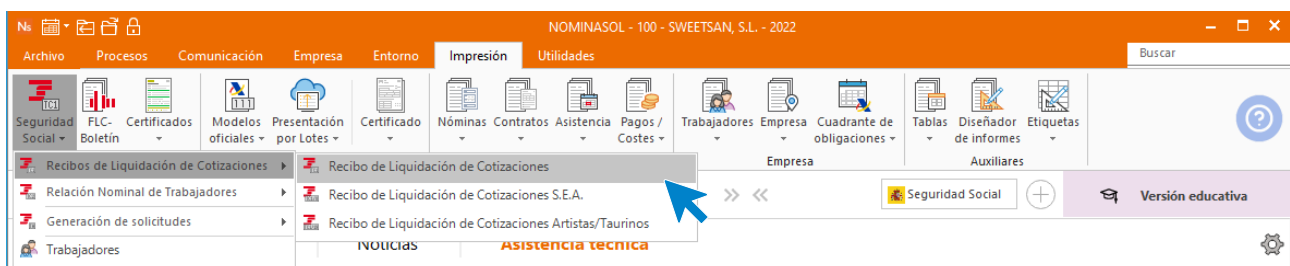 Ns
NOMINASOL - 100 - SWEETSAN, S.L. - 2022
Archivo Procesos Comunicación Empresa Entorno Impresión Utilidades Buscar
TC1 111
Seguridad Social FLC-Boletín Certificados Modelos oficiales Presentación por Lotes Certificado Nóminas Contratos Asistencia Pagos / Costes Trabajadores Empresa Cuadrante de obligaciones Tablas Diseñador de informes Etiquetas ?
Empresa Auxiliares
Recibos de Liquidación de Cotizaciones
Relación Nominal de Trabajadores
Generación de solicitudes
Trabajadores
Recibo de Liquidación de Cotizaciones
Recibo de Liquidación de Cotizaciones S.E.A.
Recibo de Liquidación de Cotizaciones Artistas/Taurinos
Seguridad Social Versión educativa
Noticias Asistencia técnica